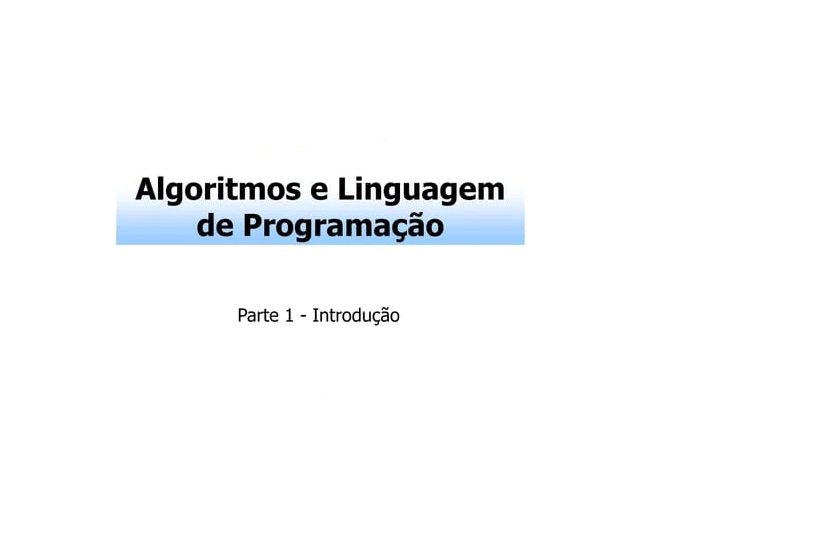 Algoritmos e Linguagem
de Programação
Parte 1 - Introdução